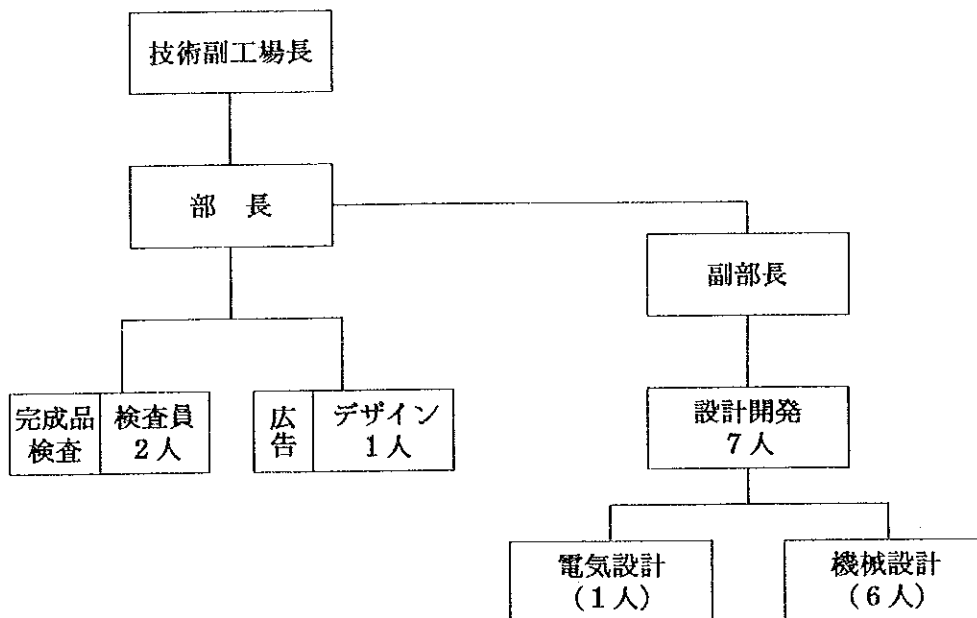 技術副工場長
部 長
副部長
完成品
検査
検査員
2人
広告
デザイン
1人
設計開発
7人
電気設計
(1人)
機械設計
(6人)